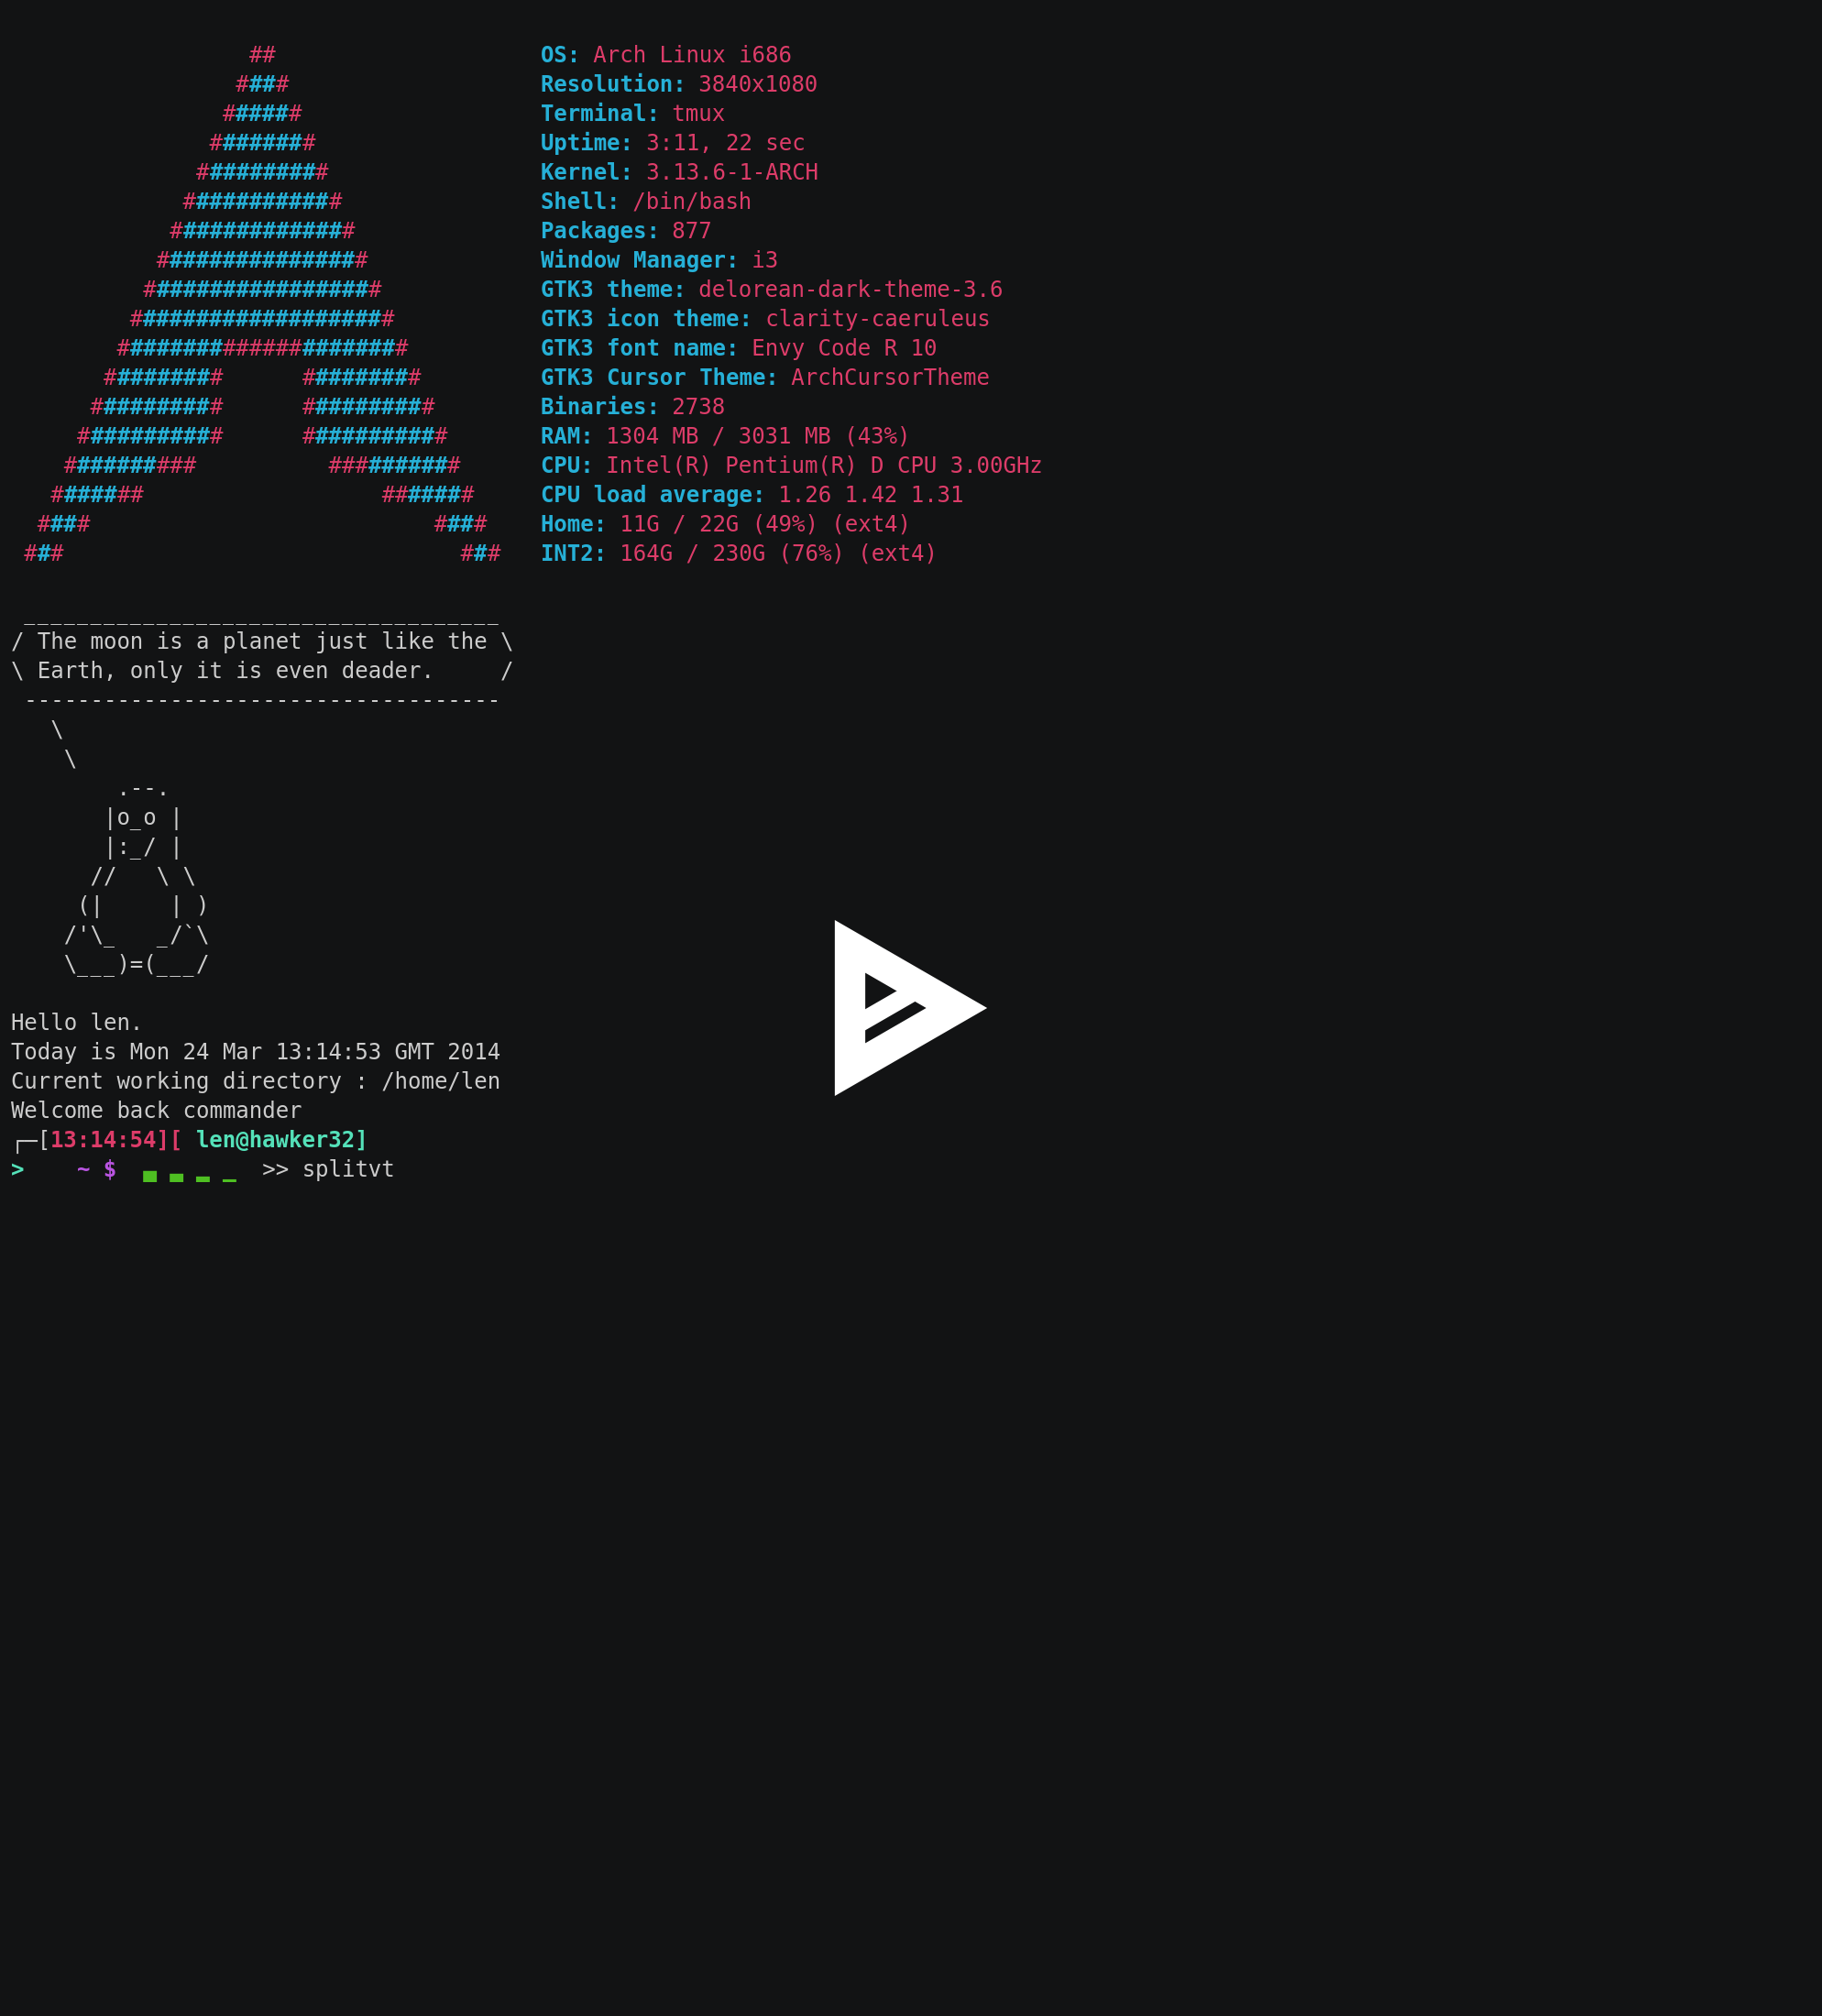 ##                     OS: Arch Linux i686
                 ####                    Resolution: 3840x1080
                ######                   Terminal: tmux
               ########                  Uptime: 3:11, 22 sec
              ##########                 Kernel: 3.13.6-1-ARCH
             ############                Shell: /bin/bash
            ##############               Packages: 877
           ################              Window Manager: i3
          ##################             GTK3 theme: delorean-dark-theme-3.6
         ####################            GTK3 icon theme: clarity-caeruleus
        ######################           GTK3 font name: Envy Code R 10
       #########      #########          GTK3 Cursor Theme: ArchCursorTheme
      ##########      ##########         Binaries: 2738
     ###########      ###########        RAM: 1304 MB / 3031 MB (43%)
    ##########          ##########       CPU: Intel(R) Pentium(R) D CPU 3.00GHz
   #######                  #######      CPU load average: 1.26 1.42 1.31
  ####                          ####     Home: 11G / 22G (49%) (ext4)
 ###                              ###    INT2: 164G / 230G (76%) (ext4)

 ____________________________________
/ The moon is a planet just like the \
\ Earth, only it is even deader.     /
 ------------------------------------
   \
    \
        .--.
       |o_o |
       |:_/ |
      //   \ \
     (|     | )
    /'\_   _/`\
    \___)=(___/

Hello len.
Today is Mon 24 Mar 13:14:53 GMT 2014
Current working directory : /home/len
Welcome back commander
┌─[13:14:54][ len@hawker32]
>    ~ $  ▄ ▃ ▂ ▁  >> splitvt